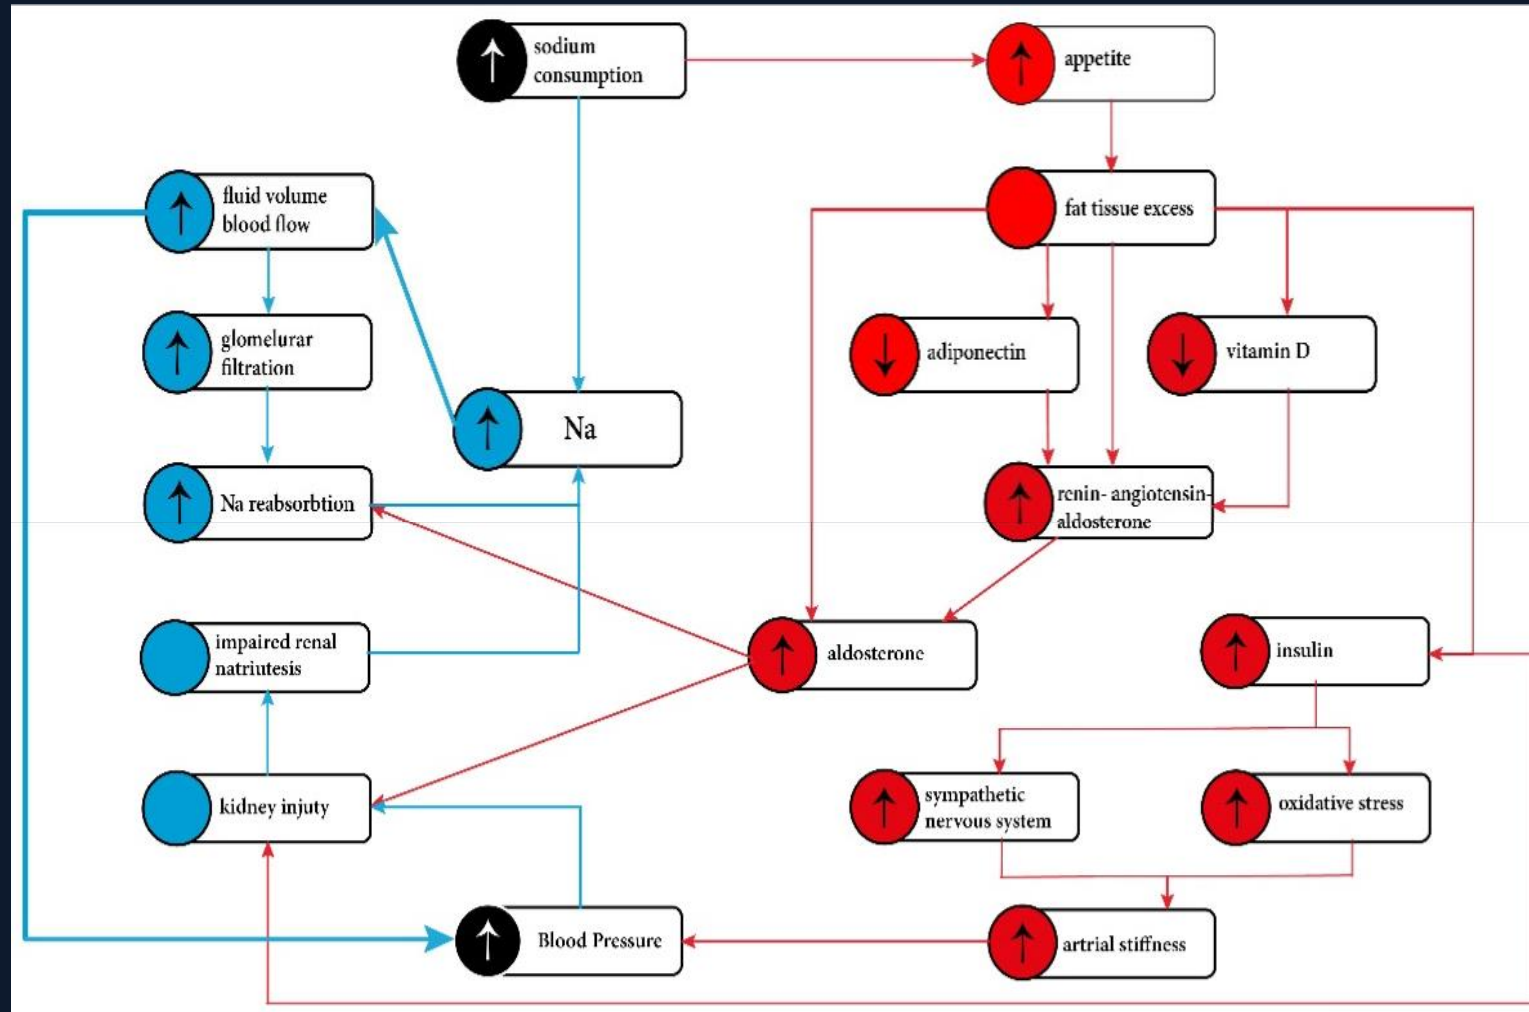 sodium
consumption
appetite
fluid volume
blood flow
fat tissue excess
glomelurar
filtration
adiponectin
vitamin D
Na
Na reabsorbtion
renin- angiotensin-
aldosterone
impaired renal
natriutesis
aldosterone
insulin
kidney injuty
sympathetic
nervous system
oxidative stress
Blood Pressure
artrial stiffness